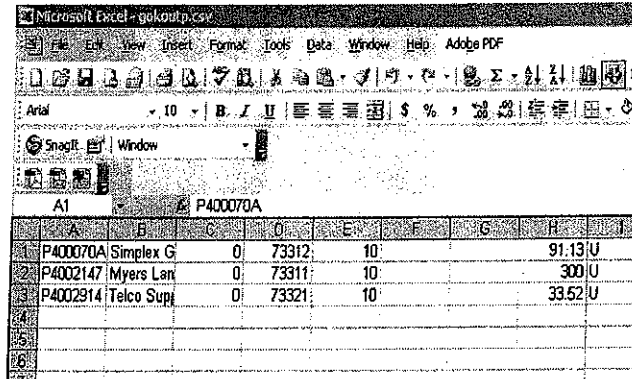 Microsoft Excel - gokoutp.csv
File Edit View Insert Format Tools Data Window Help Adobe PDF
Arial 10 B I U $ % ,
SnagIt Window
A1 P400070A
A B C D E F G H I
1 P400070A Simplex G 0 73312 10 91.13 U
2 P4002147 Myers Lan 0 73311 10 300 U
3 P4002914 Telco Sup 0 73321 10 33.52 U
4
5
6